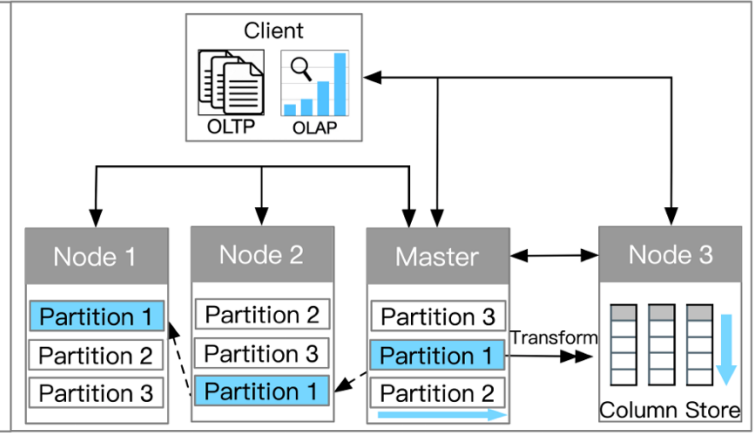 Client
OLTP
OLAP
Node 1
Partition 1
Partition 2
Partition 3
Node 2
Partition 2
Partition 3
Partition 1
Master
Partition 3
Partition 1
Partition 2
Transform
Node 3
Column Store